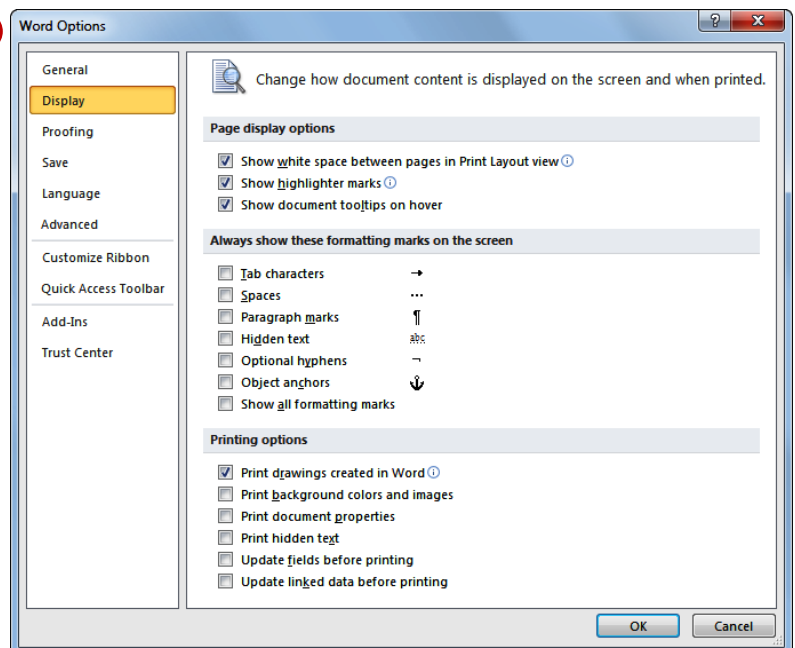 Word Options
?
X
General
Display
Proofing
Save
Language
Advanced
Customize Ribbon
Quick Access Toolbar
Add-Ins
Trust Center
Change how document content is displayed on the screen and when printed.
Page display options
Show white space between pages in Print Layout view
Show highlighter marks
Show document tooltips on hover
Always show these formatting marks on the screen
Tab characters →
Spaces ...
Paragraph marks ¶
Hidden text abc
Optional hyphens ¬
Object anchors
Show all formatting marks
Printing options
Print drawings created in Word
Print background colors and images
Print document properties
Print hidden text
Update fields before printing
Update linked data before printing
OK Cancel